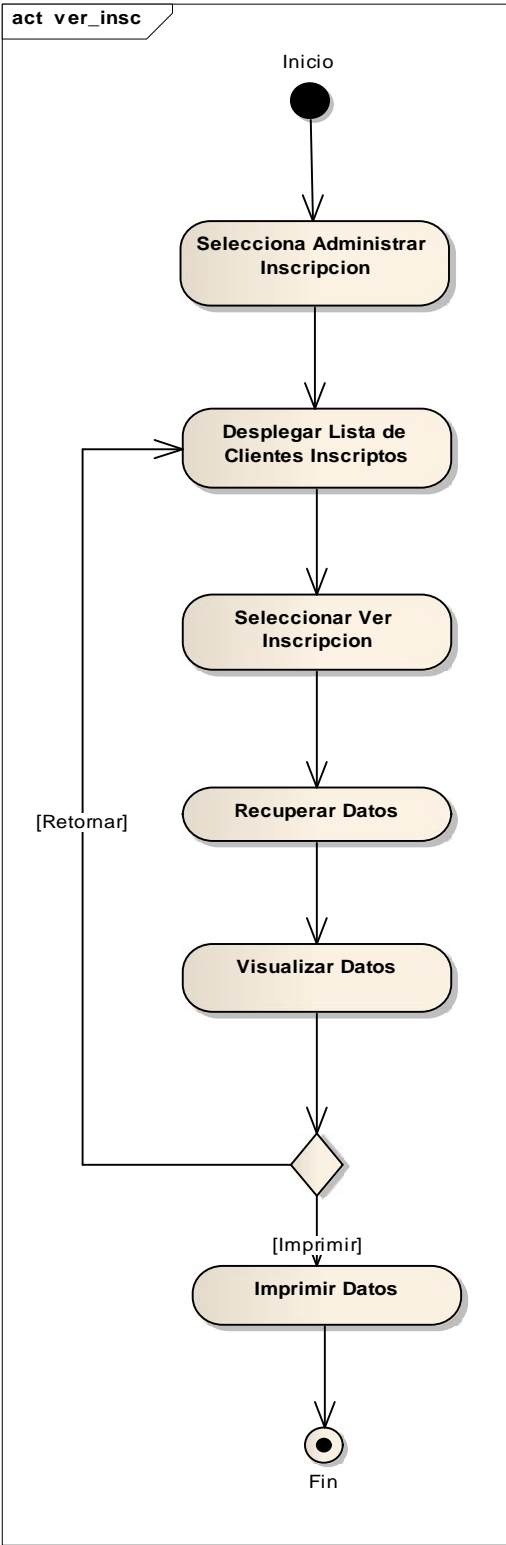 act ver_insc
Inicio
Selecciona Administrar
Inscripcion
Desplegar Lista de
Clientes Inscriptos
Seleccionar Ver
Inscripcion
Recuperar Datos
[Retornar]
Visualizar Datos
[Imprimir]
Imprimir Datos
Fin